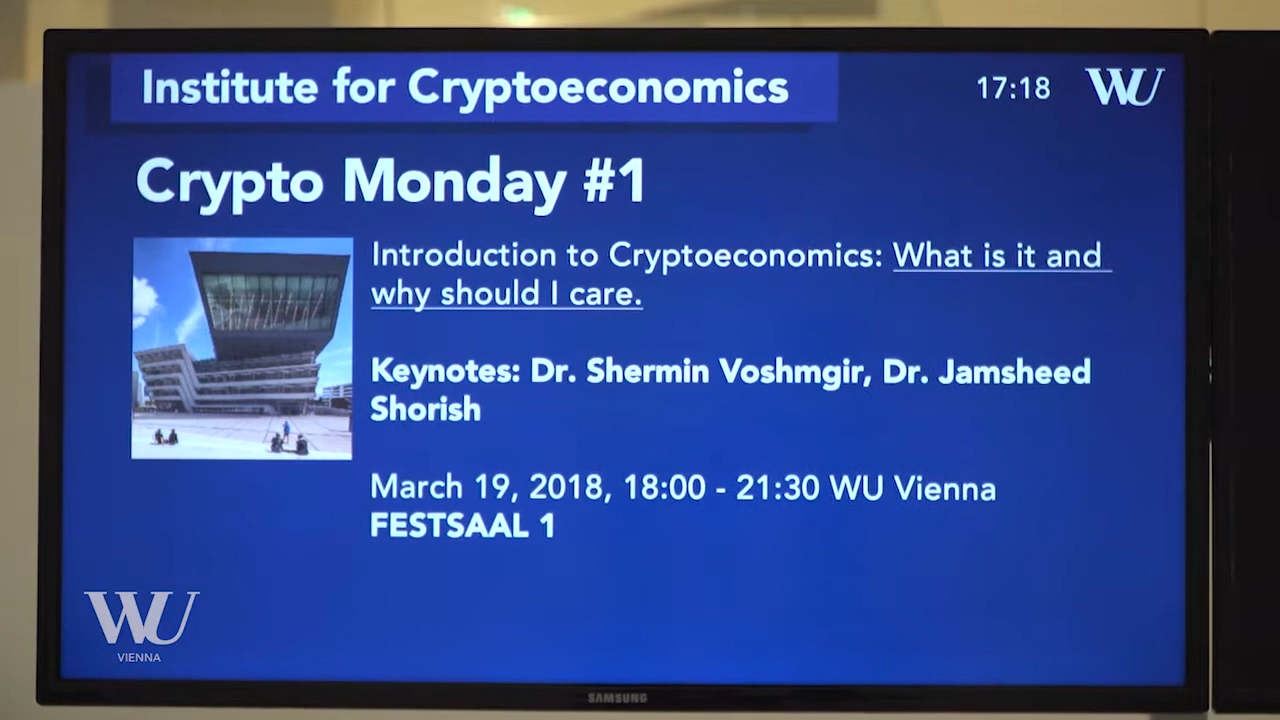 Institute for Cryptoeconomics
17:18
WU
Crypto Monday #1
Introduction to Cryptoeconomics: What is it and
why should I care.
Keynotes: Dr. Shermin Voshmgir, Dr. Jamsheed
Shorish
March 19, 2018, 18:00 - 21:30 WU Vienna
FESTSAAL 1
WU
VIENNA
SAMSUNG